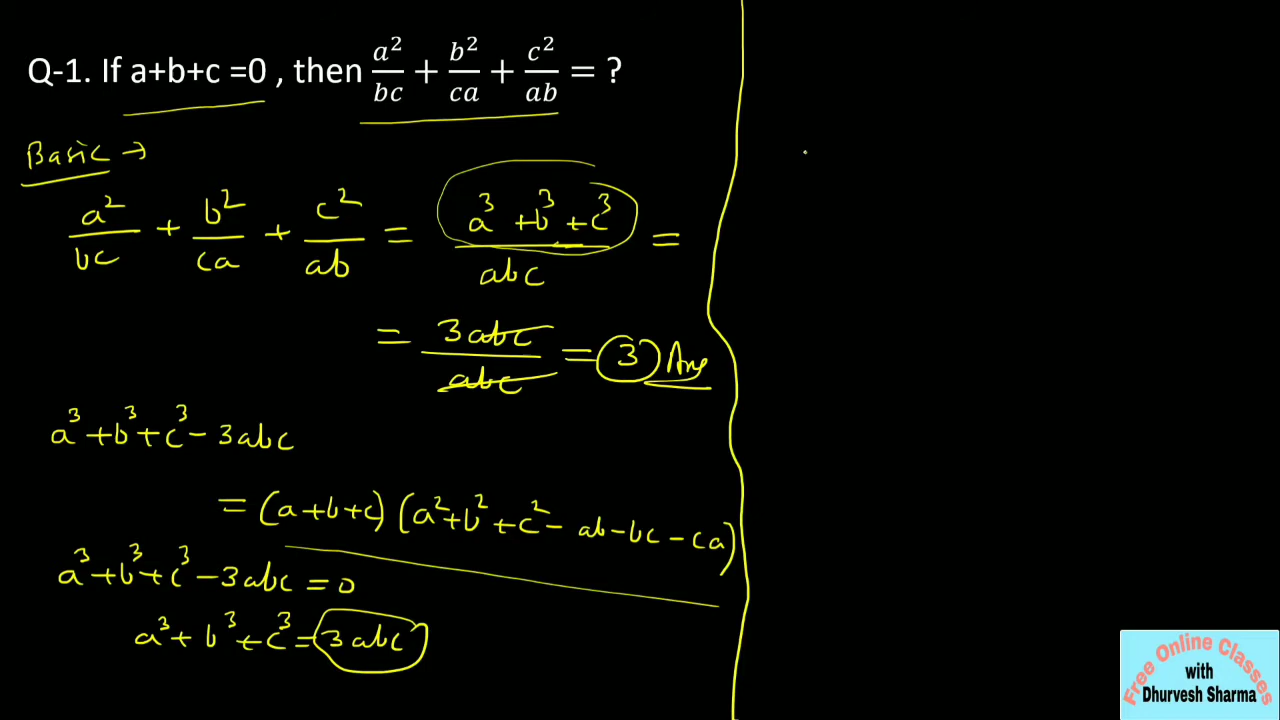 Q-1. If a+b+c =0 , then a²/bc + b²/ca + c²/ab = ?
Basic →
a²/bc + b²/ca + c²/ab = a³ + b³ + c³/abc =
= 3abc/abc = 3 Ans
a³ + b³ + c³ - 3abc
= (a+b+c) (a² + b² + c² - ab - bc - ca)
a³ + b³ + c³ - 3abc = 0
a³ + b³ + c³ = 3abc
Free Online Classes
with
Dhurvesh Sharma